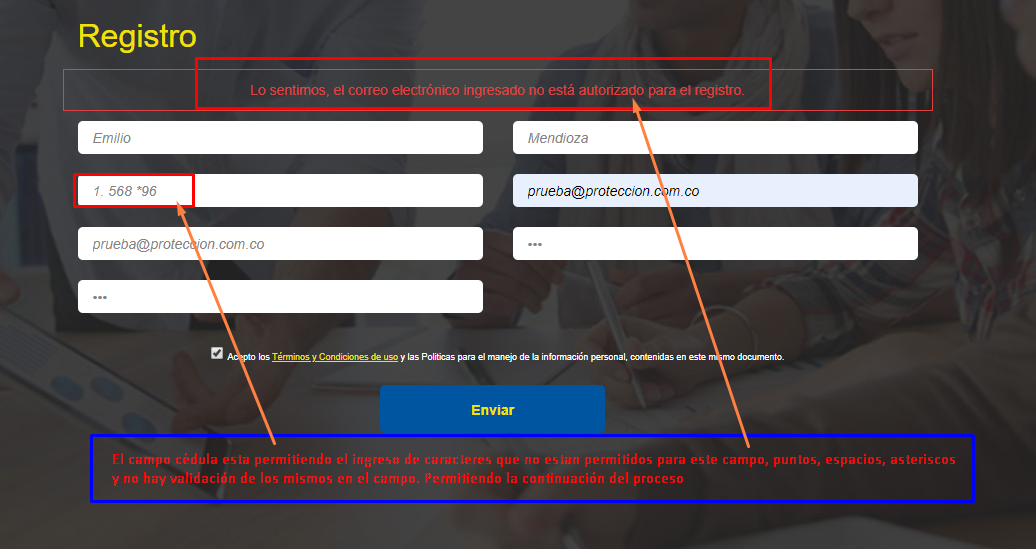 Registro
Lo sentimos, el correo electrónico ingresado no está autorizado para el registro.
Emilio
Mendoza
1. 568 *96
prueba@proteccion.com.co
prueba@proteccion.com.co
•••
•••
Acepto los Términos y Condiciones de uso y las Politicas para el manejo de la información personal, contenidas en este mismo documento.
Enviar
El campo cédula esta permitiendo el ingreso de caracteres que no estan permitidos para este campo, puntos, espacios, asteriscos
y no hay validación de los mismos en el campo. Permitiendo la continuación del proceso